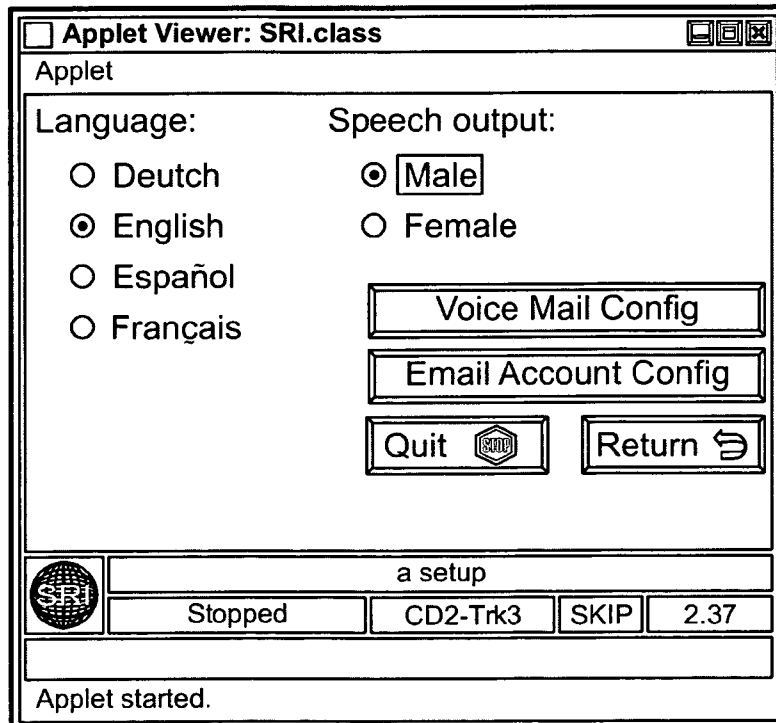 Applet Viewer: SRI.class
Applet
Language:
Speech output:
Deutch
Male
English
Female
Español
Français
Voice Mail Config
Email Account Config
Quit STOP
Return
SRI
a setup
Stopped
CD2-Trk3
SKIP
2.37
Applet started.